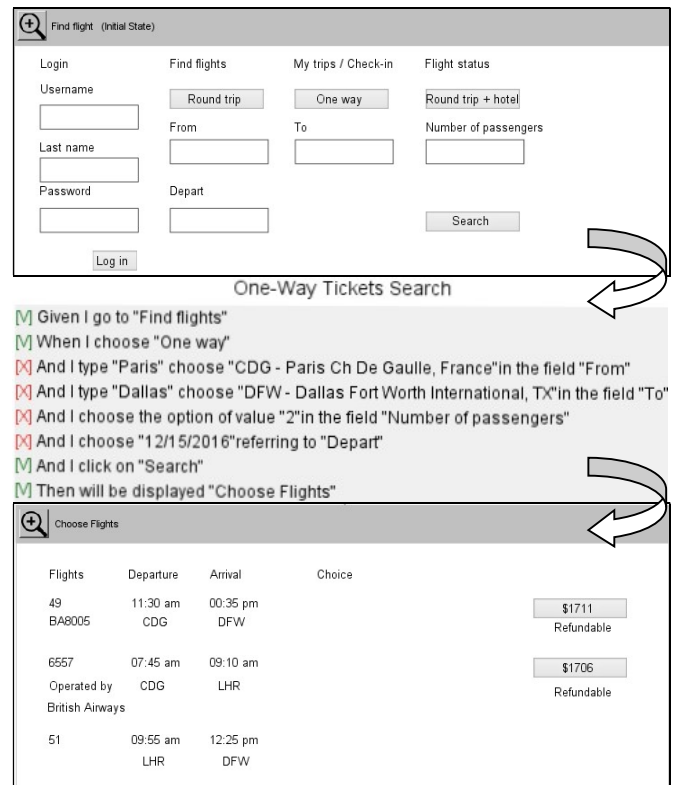 Find flight (Initial State)
Login Find flights My trips / Check-in Flight status
Username
Round trip One way Round trip + hotel
From To Number of passengers
Last name
Password Depart
Search
Log in
One-Way Tickets Search
[V] Given I go to "Find flights"
[V] When I choose "One way"
[X] And I type "Paris" choose "CDG - Paris Ch De Gaulle, France"in the field "From"
[X] And I type "Dallas" choose "DFW - Dallas Fort Worth International, TX"in the field "To"
[X] And I choose the option of value "2"in the field "Number of passengers"
[X] And I choose "12/15/2016"referring to "Depart"
[V] And I click on "Search"
[V] Then will be displayed "Choose Flights"
Choose Flights
Flights Departure Arrival Choice
49 11:30 am 00:35 pm $1711
BA8005 CDG DFW Refundable
6557 07:45 am 09:10 am $1706
Operated by CDG LHR Refundable
British Airways
51 09:55 am 12:25 pm
LHR DFW